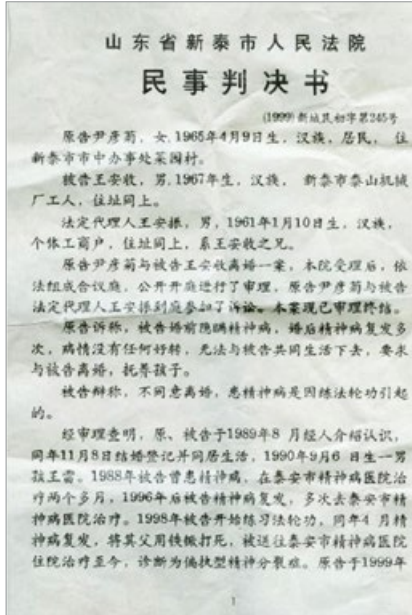 山东省新泰市人民法院
民事判决书
(1999)新城民初字第245号
原告尹彦菊，女，1965年4月9日生，汉族，居民，住
新泰市市中办事处菜园村。
被告王安收，男，1967年生，汉族，新泰市泰山机械
厂工人，住址同上。
法定代理人王安振，男，1961年1月10日生，汉族，
个体工商户，住址同上，系王安收之兄。
原告尹彦菊与被告王安收离婚一案，本院受理后，依
法组成合议庭，公开开庭进行了审理，原告尹彦菊与被告
法定代理人王安振到庭参加了诉讼。本案现已审理终结。
原告诉称，被告婚前隐瞒精神病，婚后精神病复发多
次，病情没有任何好转，无法与被告共同生活下去，要求
与被告离婚，抚养孩子。
被告辩称，不同意离婚，患精神病是因练法轮功引起
的。
经审理查明，原、被告于1989年8月经人介绍认识，
同年11月8日结婚登记并同居生活，1990年9月6日生一男
孩王雷。1988年被告曾患精神病，在泰安市精神病医院治
疗两个多月，1996年后被告精神病复发，多次去泰安市精
神病医院治疗。1998年被告开始练习法轮功，同年4月精
神病复发，将其父用铁锨打死，被送往泰安市精神病医院
住院治疗至今，诊断为偏执型精神分裂症。原告于1999年
1